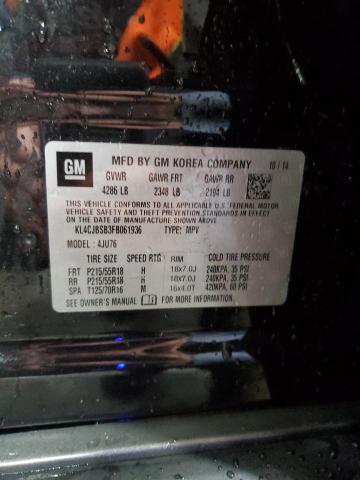 GM MFD BY GM KOREA COMPANY 10/14
GVWR GAWR FRT GAWR RR
4286 LB 2348 LB 2194 LB
THIS VEHICLE CONFORMS TO ALL APPLICABLE U.S. FEDERAL
MOTOR VEHICLE SAFETY, BUMPER, AND THEFT PREVENTION
STANDARDS IN EFFECT ON THE DATE OF MANUFACTURE SHOWN ABOVE.
KL4CJBSB3FB061936 TYPE: MPV
MODEL: 4JU76
TIRE SIZE SPEED RTG RIM COLD TIRE PRESSURE
FRT P215/55R18 H 18x7.0J 240KPA, 35 PSI
RR P215/55R18 H 18x7.0J 240KPA, 35 PSI
SPA T125/70R16 M 16x4.0T 420KPA, 60 PSI
SEE OWNER'S MANUAL FOR MORE INFORMATION.